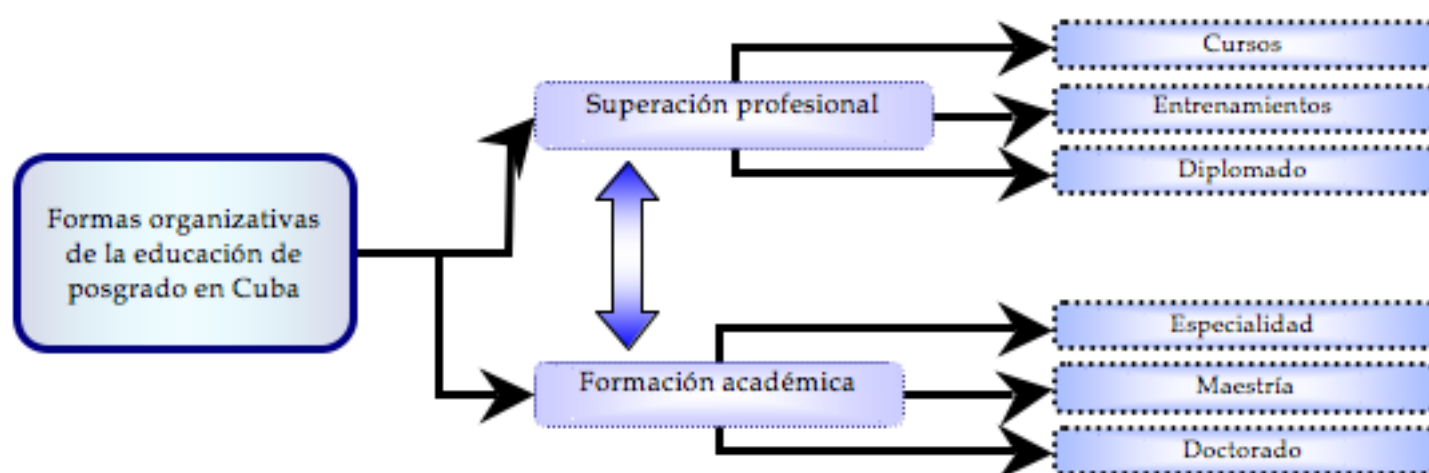 Formas organizativas
de la educación de
posgrado en Cuba
Superación profesional
Cursos
Entrenamientos
Diplomado
Formación académica
Especialidad
Maestría
Doctorado